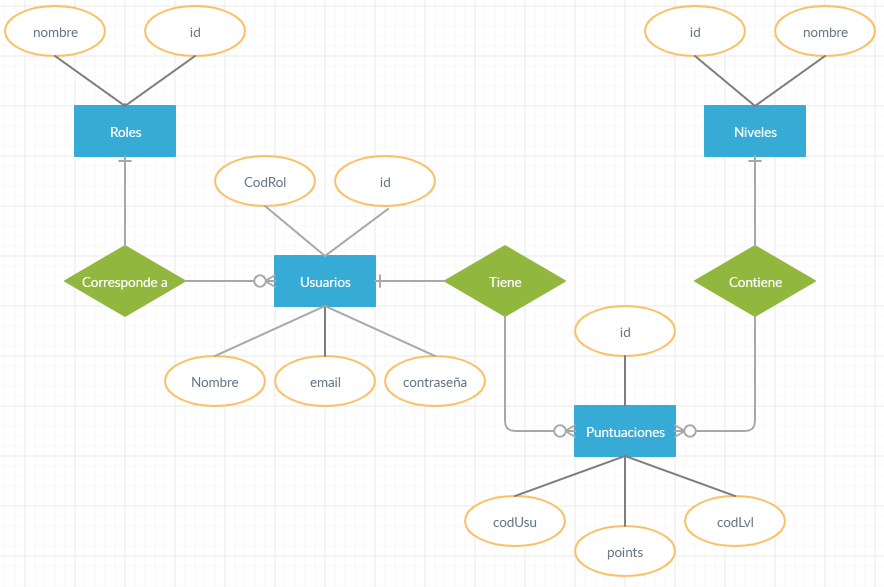 nombre
id
id
nombre
Roles
Niveles
CodRol
id
Corresponde a
Usuarios
Tiene
Contiene
id
Nombre
email
contraseña
Puntuaciones
codUsu
points
codLvl